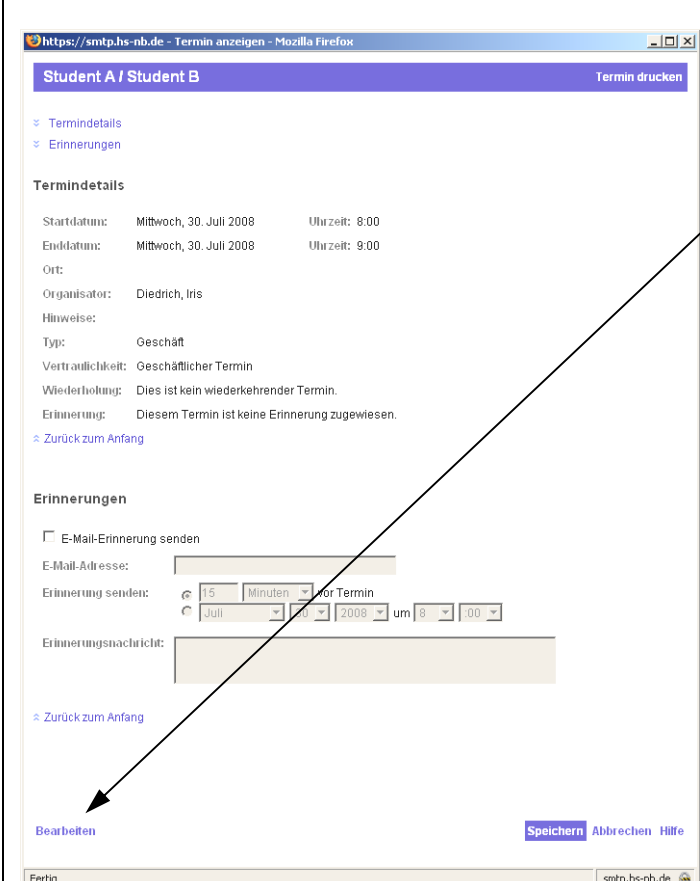 https://smtp.hs-nb.de - Termin anzeigen - Mozilla Firefox
Student A / Student B Termin drucken
Termindetails
Erinnerungen
Termindetails
Startdatum: Mittwoch, 30. Juli 2008 Uhrzeit: 8:00
Enddatum: Mittwoch, 30. Juli 2008 Uhrzeit: 9:00
Ort:
Organisator: Diedrich, Iris
Hinweise:
Typ: Geschäft
Vertraulichkeit: Geschäftlicher Termin
Wiederholung: Dies ist kein wiederkehrender Termin.
Erinnerung: Diesem Termin ist keine Erinnerung zugewiesen.
Zurück zum Anfang
Erinnerungen
E-Mail-Erinnerung senden
E-Mail-Adresse:
Erinnerung senden: 15 Minuten vor Termin
Juli 30 2008 um 8 :00
Erinnerungsnachricht:
Zurück zum Anfang
Bearbeiten Speichern Abbrechen Hilfe
Fertig smtp.hs-nb.de